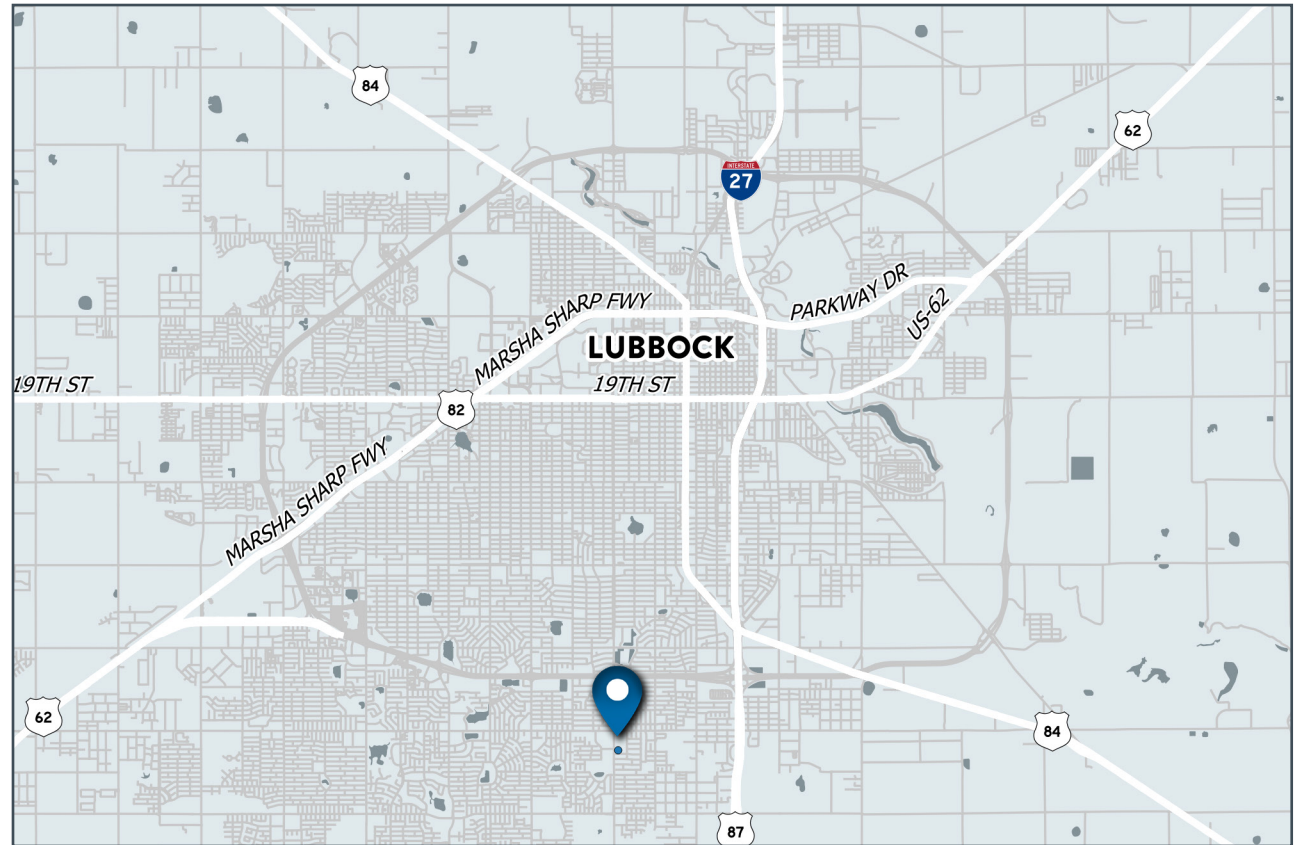 84
62
INTERSTATE
27
PARKWAY DR
US-62
MARSHA SHARP FWY
LUBBOCK
19TH ST
19TH ST
82
MARSHA SHARP FWY
62
84
87